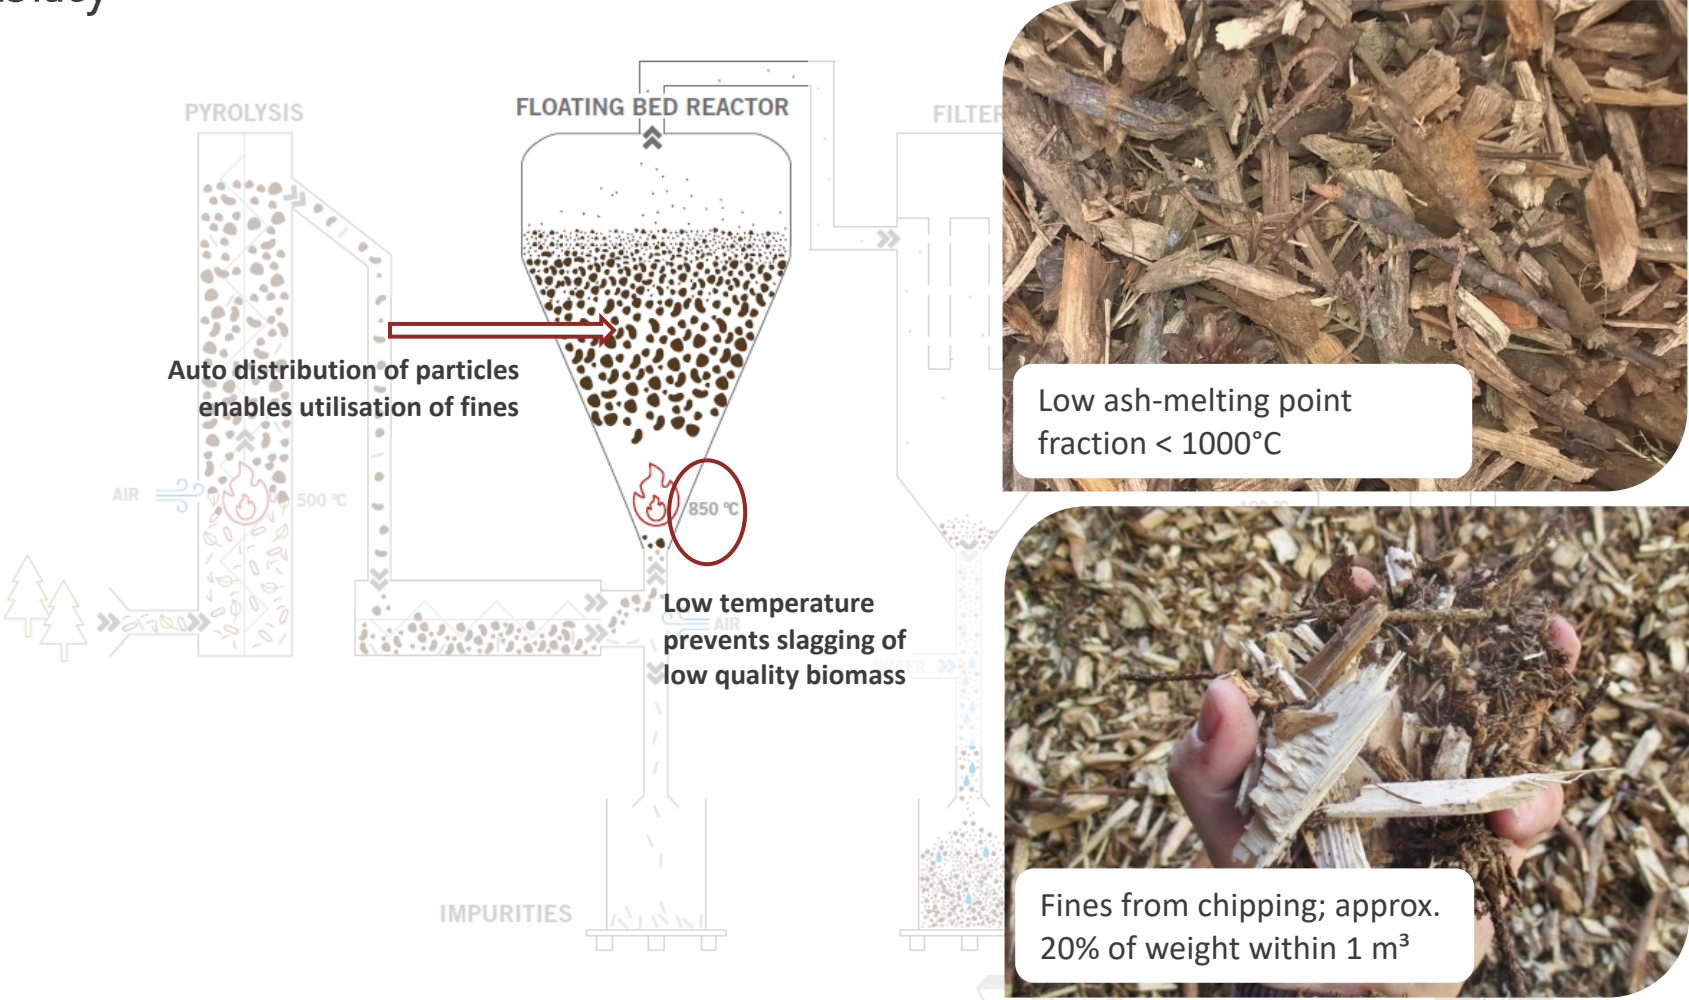 PYROLYSIS
FLOATING BED REACTOR
FILTER
Auto distribution of particles
enables utilisation of fines
AIR
500 °C
850 °C
Low temperature
prevents slagging of
low quality biomass
AIR
IMPURITIES
Low ash-melting point
fraction < 1000°C
Fines from chipping; approx.
20% of weight within 1 m³